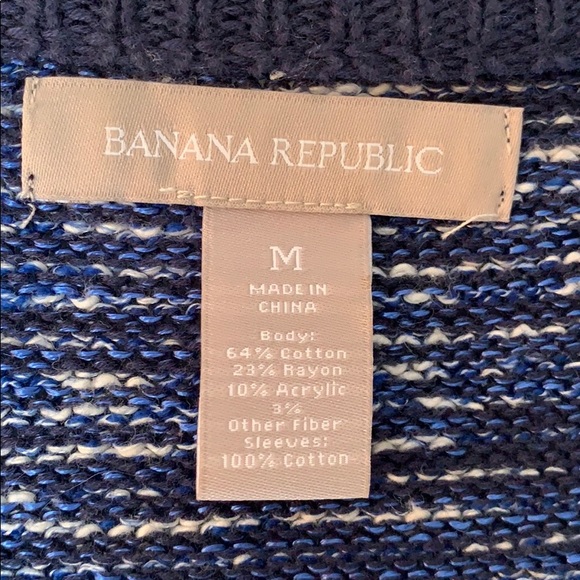 BANANA REPUBLIC
M
MADE IN
CHINA
Body:
64% Cotton
23% Rayon
10% Acrylic
3%
Other Fiber
Sleeves:
100% Cotton